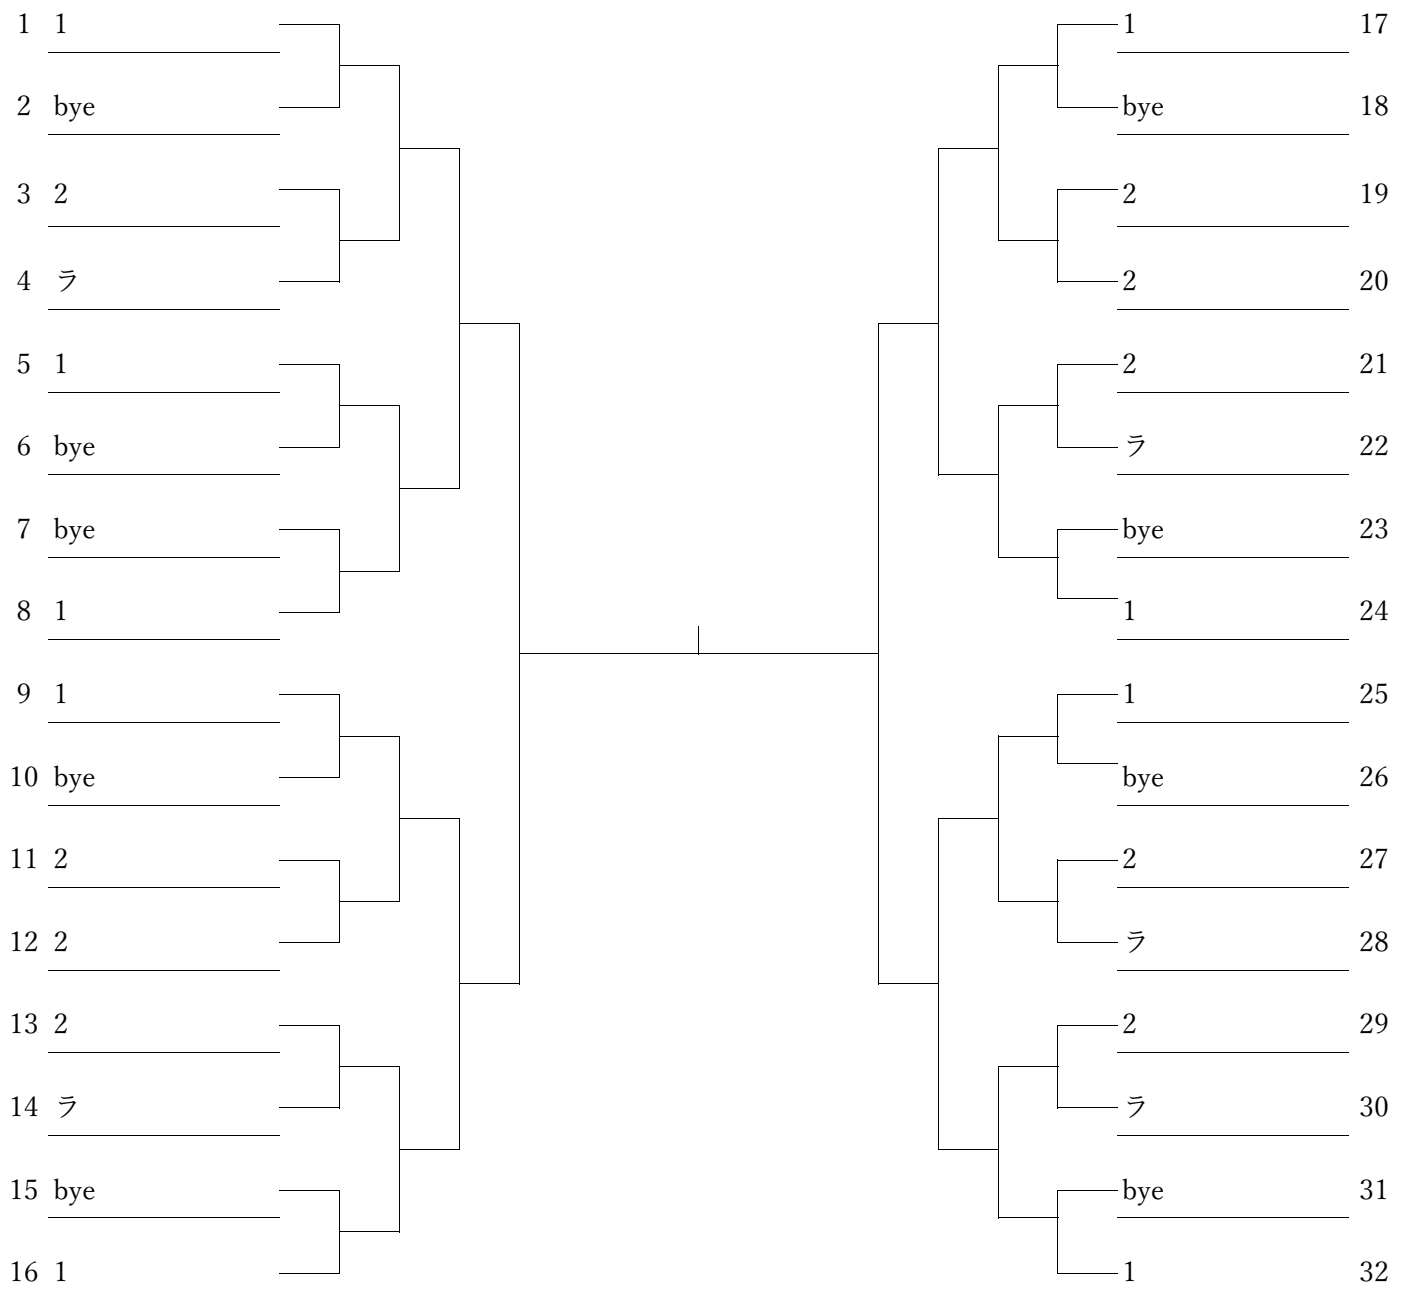 1 1 1 17
2 bye bye 18
3 2 2 19
4 ラ 2 20
5 1 2 21
6 bye ラ 22
7 bye bye 23
8 1 1 24
9 1 1 25
10 bye bye 26
11 2 2 27
12 2 ラ 28
13 2 2 29
14 ラ ラ 30
15 bye bye 31
16 1 1 32